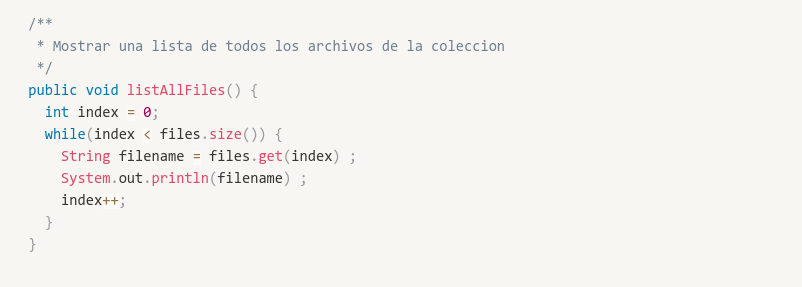 /**
 * Mostrar una lista de todos los archivos de la coleccion
 */
public void listAllFiles() {
  int index = 0;
  while(index < files.size()) {
    String filename = files.get(index) ;
    System.out.println(filename) ;
    index++;
  }
}